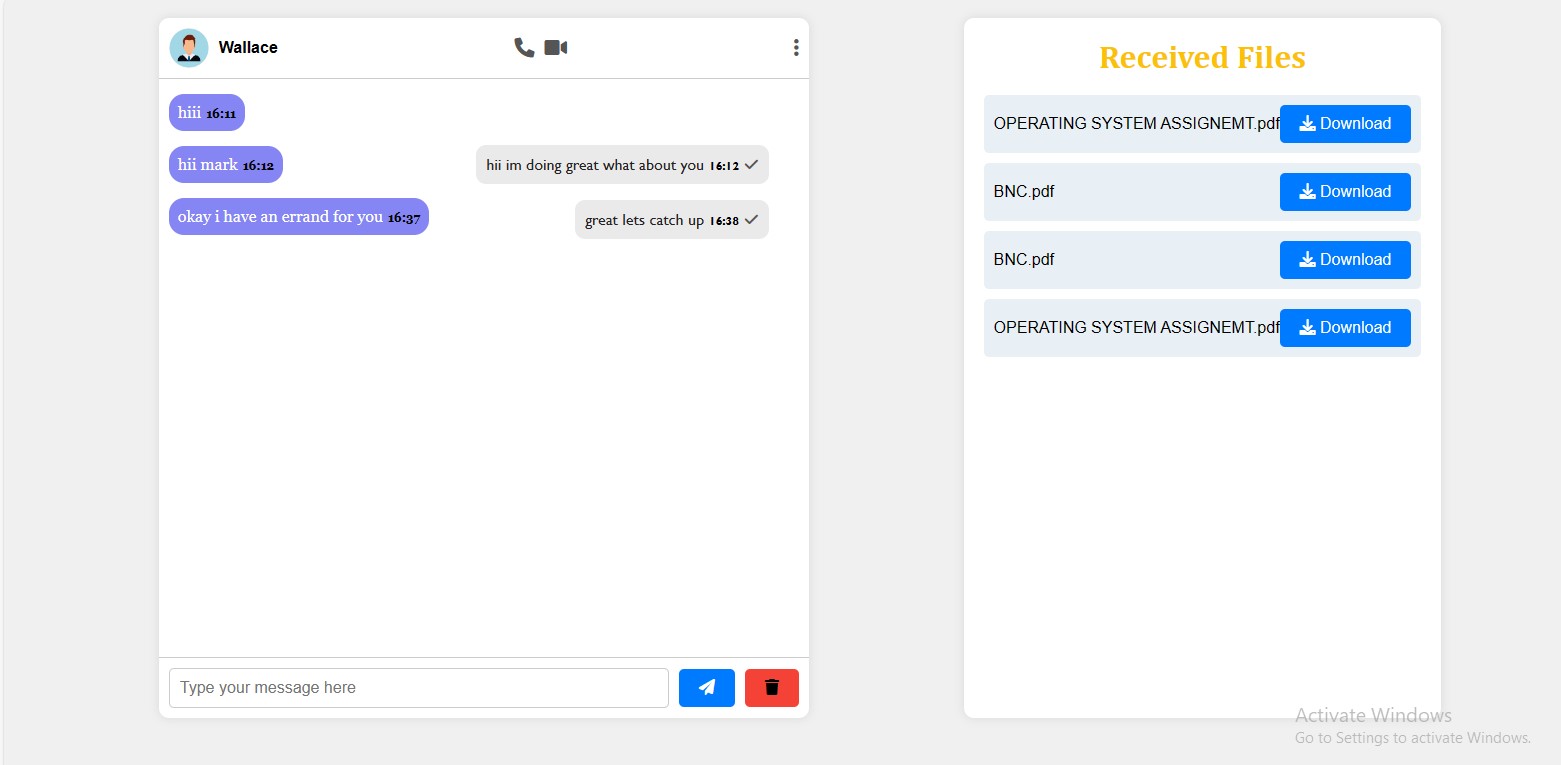 Wallace
hiii 16:11
hii mark 16:12
hii im doing great what about you 16:12
okay i have an errand for you 16:37
great lets catch up 16:38
Type your message here
Received Files
OPERATING SYSTEM ASSIGNEMT.pdf Download
BNC.pdf Download
BNC.pdf Download
OPERATING SYSTEM ASSIGNEMT.pdf Download
Activate Windows
Go to Settings to activate Windows.